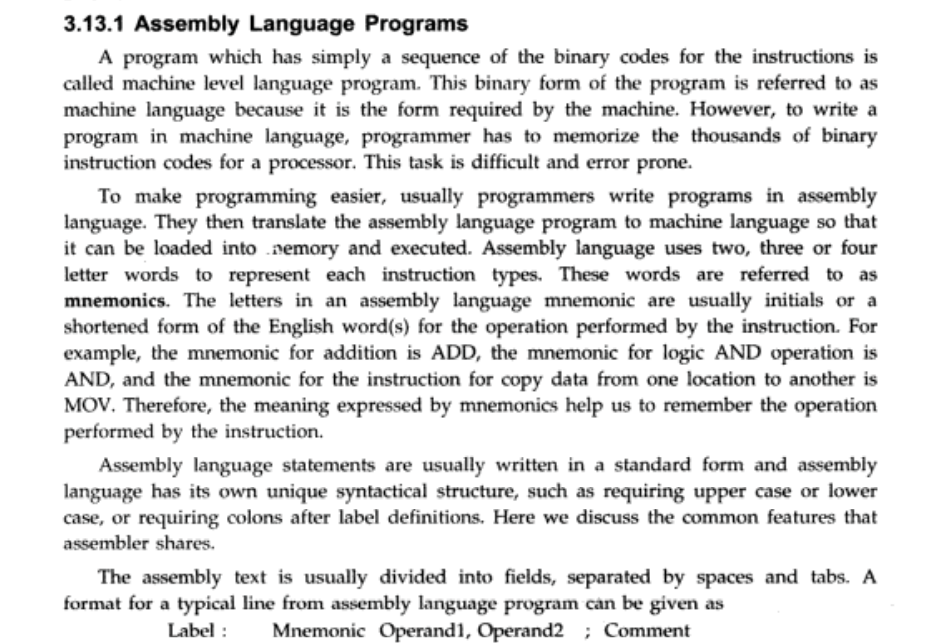 3.13.1 Assembly Language Programs
A program which has simply a sequence of the binary codes for the instructions is
called machine level language program. This binary form of the program is referred to as
machine language because it is the form required by the machine. However, to write a
program in machine language, programmer has to memorize the thousands of binary
instruction codes for a processor. This task is difficult and error prone.
To make programming easier, usually programmers write programs in assembly
language. They then translate the assembly language program to machine language so that
it can be loaded into .nemory and executed. Assembly language uses two, three or four
letter words to represent each instruction types. These words are referred to as
mnemonics. The letters in an assembly language mnemonic are usually initials or a
shortened form of the English word(s) for the operation performed by the instruction. For
example, the mnemonic for addition is ADD, the mnemonic for logic AND operation is
AND, and the mnemonic for the instruction for copy data from one location to another is
MOV. Therefore, the meaning expressed by mnemonics help us to remember the operation
performed by the instruction.
Assembly language statements are usually written in a standard form and assembly
language has its own unique syntactical structure, such as requiring upper case or lower
case, or requiring colons after label definitions. Here we discuss the common features that
assembler shares.
The assembly text is usually divided into fields, separated by spaces and tabs. A
format for a typical line from assembly language program can be given as
Label : Mnemonic Operand1, Operand2 ; Comment